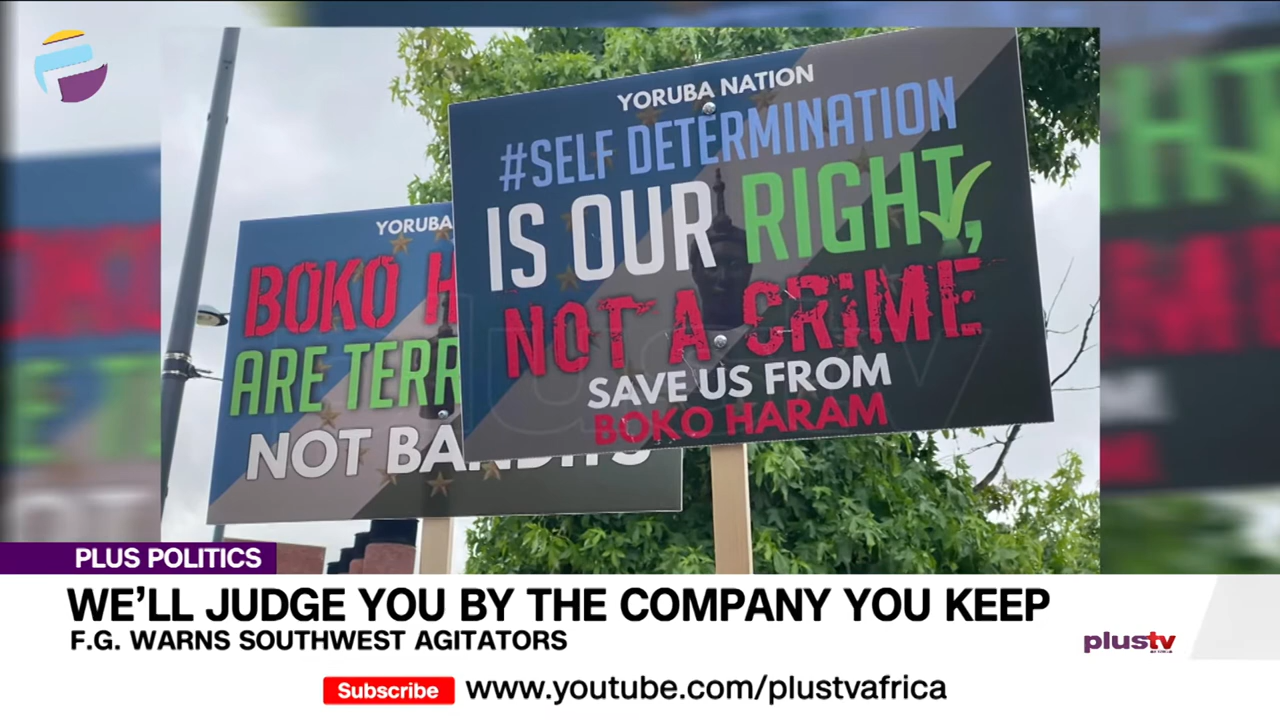 YORUBA NATION
#SELF DETERMINATION
IS OUR RIGHT,
NOT A CRIME
SAVE US FROM
BOKO HARAM
YORUBA
BOKO H
ARE TERR
NOT BANDITS
PLUS POLITICS
WE'LL JUDGE YOU BY THE COMPANY YOU KEEP
F.G. WARNS SOUTHWEST AGITATORS
plustv
Subscribe www.youtube.com/plustvafrica